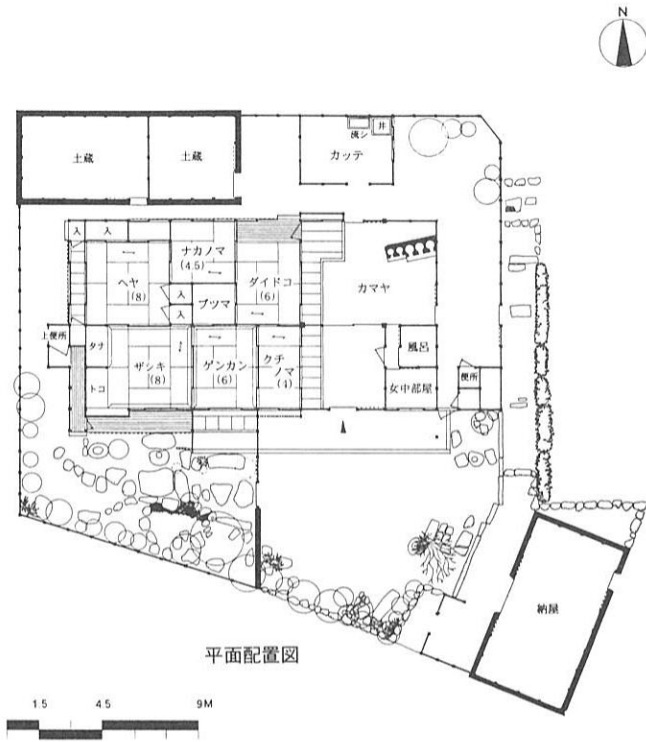 N
土蔵
土蔵
流シ
井
カッテ
入
入
ナカノマ
(4.5)
ヘヤ
(8)
ダイドコ
(6)
カマヤ
入
ブツマ
入
上便所
タナ
ザシキ
(8)
ゲンカン
(6)
クチノマ
(4)
風呂
便所
トコ
女中部屋
納屋
平面配置図
1.5 4.5 9M